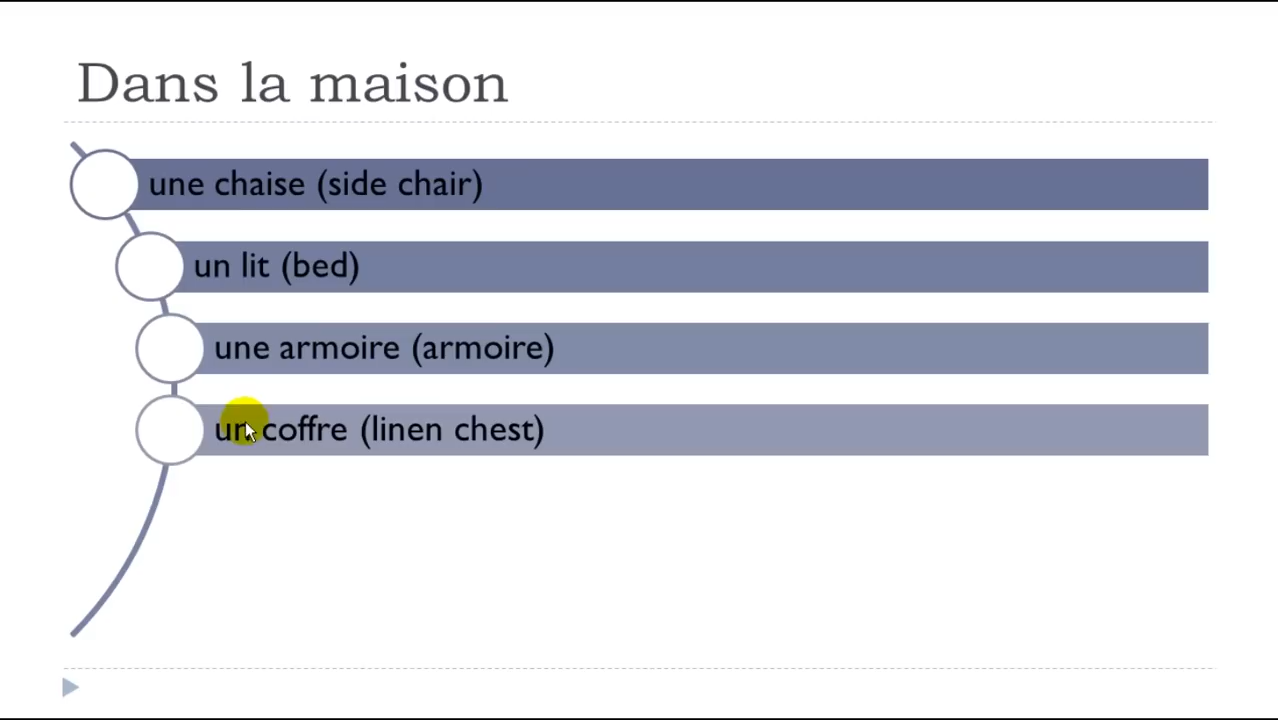 Dans la maison
une chaise (side chair)
un lit (bed)
une armoire (armoire)
un coffre (linen chest)